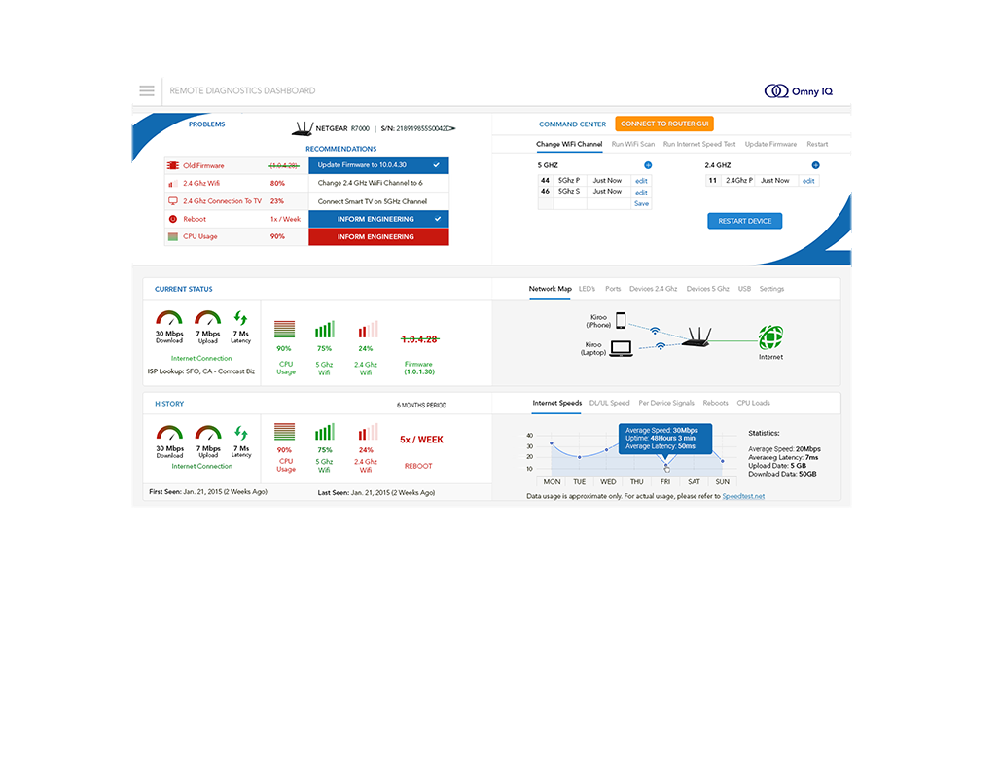 REMOTE DIAGNOSTICS DASHBOARD
Omny IQ
PROBLEMS
NETGEAR R7000 | S/N: 218919855S0042D>
RECOMMENDATIONS
Old Firmware (1.0.4.28) Update Firmware to 10.0.4.30
2.4 Ghz Wifi 80% Change 2.4 GHZ WiFi Channel to 6
2.4 Ghz Connection To TV 23% Connect Smart TV on 5GHz Channel
Reboot 1x / Week INFORM ENGINEERING
CPU Usage 90% INFORM ENGINEERING
COMMAND CENTER CONNECT TO ROUTER GUI
Change WiFi Channel Run WiFi Scan Run Internet Speed Test Update Firmware Restart
5 GHZ 2.4 GHZ
44 5Ghz P Just Now edit 11 2.4Ghz P Just Now edit
46 5Ghz S Just Now edit
Save
RESTART DEVICE
CURRENT STATUS
30 Mbps 7 Mbps 7 Ms
Download Upload Latency
Internet Connection
ISP Lookup: SFO, CA - Comcast Biz
90% 75% 24% 1.0.4.28
CPU Usage 5 Ghz Wifi 2.4 Ghz Wifi Firmware (1.0.1.30)
Network Map LED's Ports Devices 2.4 Ghz Devices 5 Ghz USB Settings
Kiroo
(iPhone)
Kiroo
(Laptop)
Internet
HISTORY 6 MONTHS PERIOD
30 Mbps 7 Mbps 7 Ms
Download Upload Latency
Internet Connection
90% 75% 24% 5x / WEEK
CPU Usage 5 Ghz Wifi 2.4 Ghz Wifi REBOOT
First Seen: Jan. 21, 2015 (2 Weeks Ago) Last Seen: Jan. 21, 2015 (2 Weeks Ago)
Internet Speeds DL/UL Speed Per Device Signals Reboots CPU Loads
Average Speed: 30Mbps
Uptime: 48Hours 3 min
Average Latency: 50ms
40
30
20
10
MON TUE WED THU FRI SAT SUN
Statistics:
Average Speed: 20Mbps
Averaceg Latency: 7ms
Upload Date: 5 GB
Download Data: 50GB
Data usage is approximate only. For actual usage, please refer to Speedtest.net